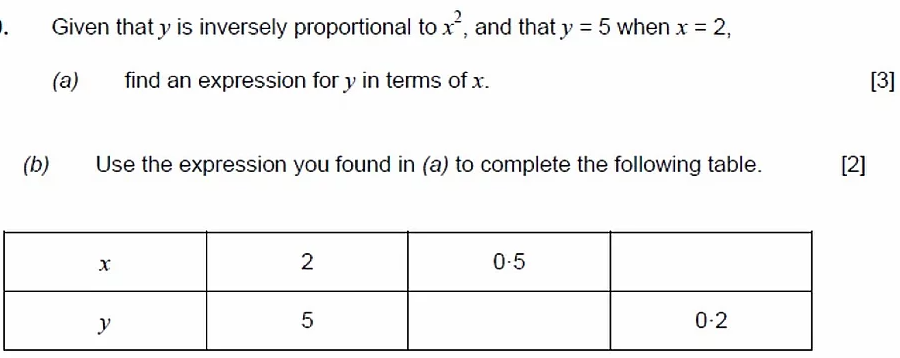 . Given that y is inversely proportional to x², and that y = 5 when x = 2,
(a) find an expression for y in terms of x. [3]
(b) Use the expression you found in (a) to complete the following table. [2]
x 2 0·5
y 5 0·2